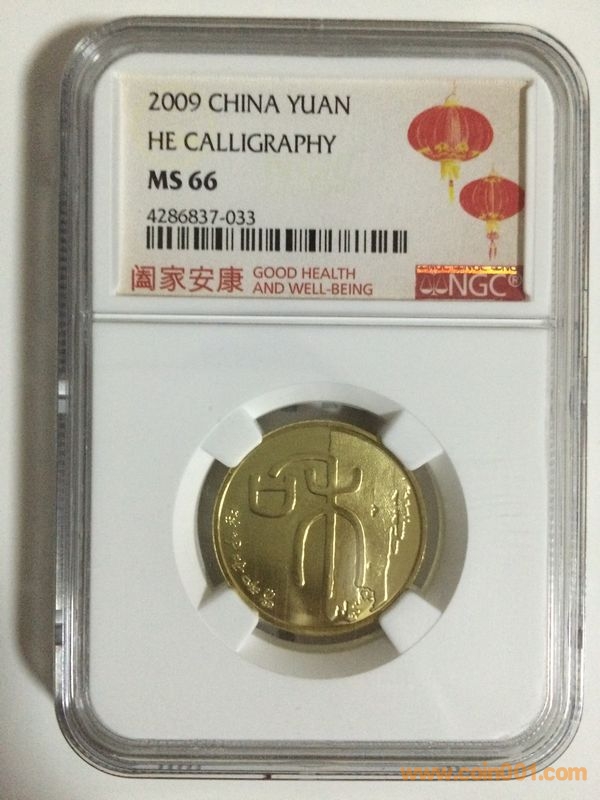 2009 CHINA YUAN
HE CALLIGRAPHY
MS 66
4286837-033
阖家安康 GOOD HEALTH
AND WELL-BEING
NGC®
www.coin001.com